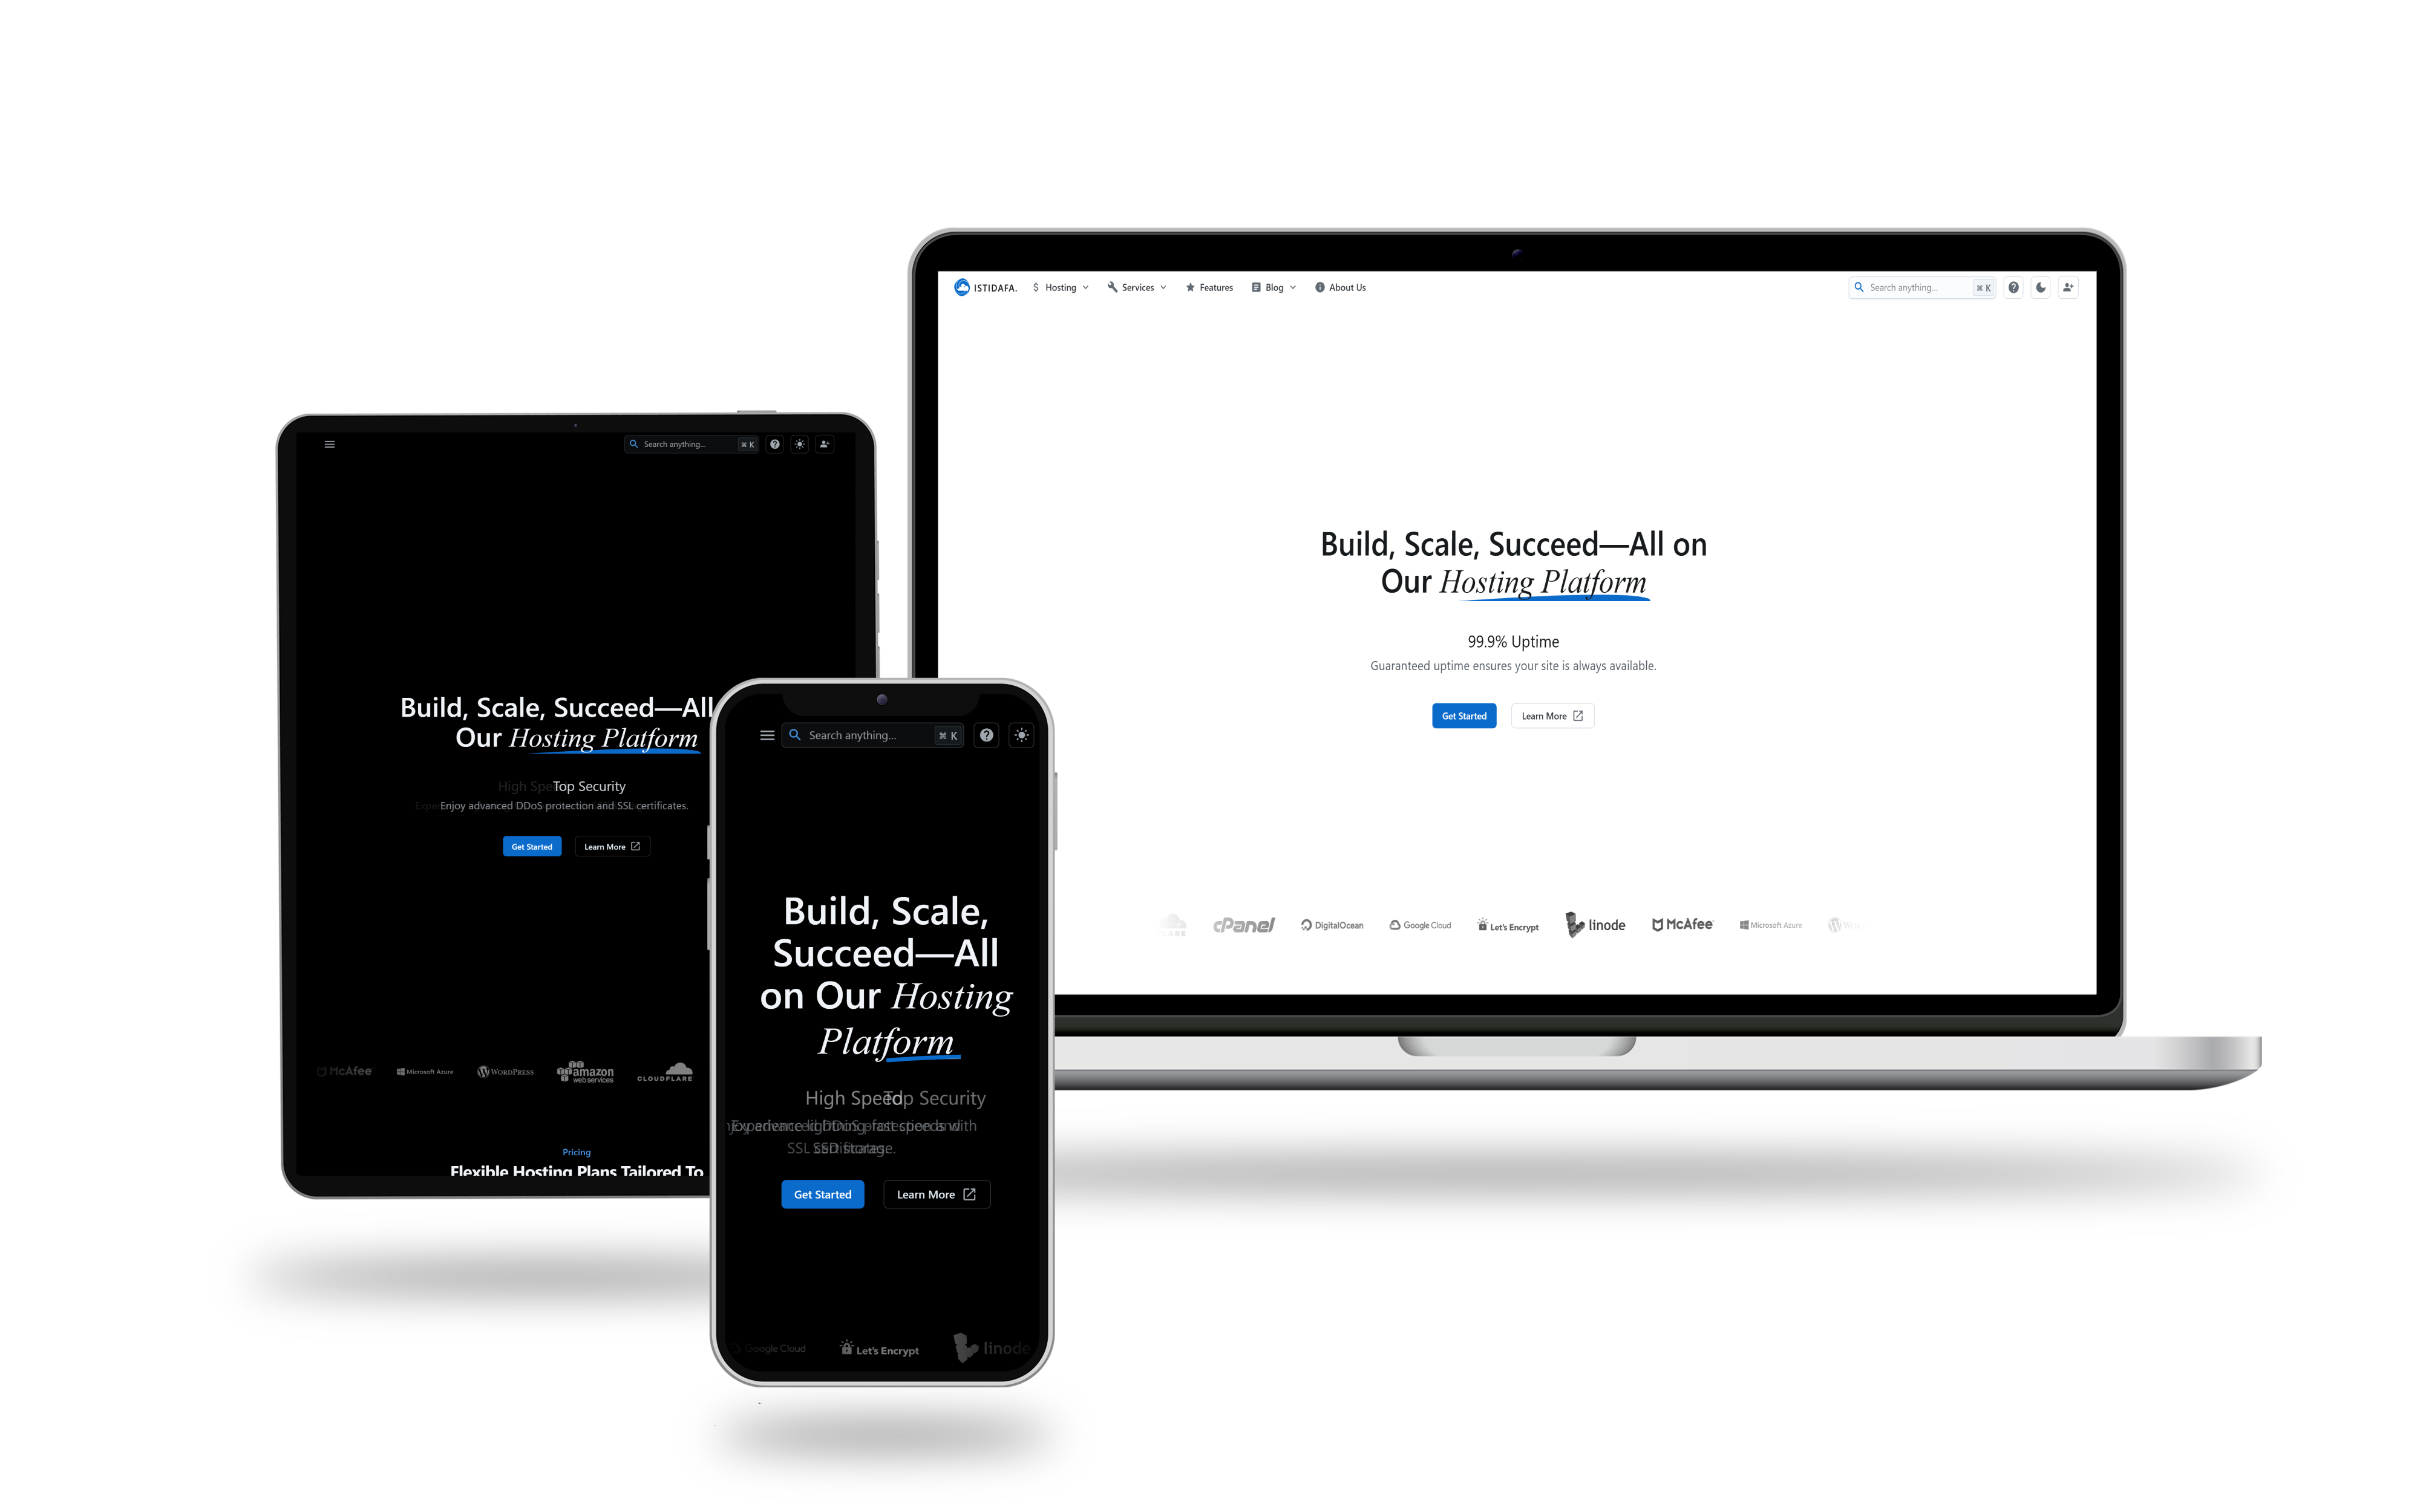 ISTIDAFA. Hosting Services Features Blog About Us Search anything... ⌘ K
Build, Scale, Succeed—All on
Our Hosting Platform
99.9% Uptime
Guaranteed uptime ensures your site is always available.
Get Started Learn More
cPanel DigitalOcean Google Cloud Let's Encrypt linode McAfee Microsoft Azure
Search anything... ⌘ K
Build, Scale, Succeed—All
Our Hosting Platform
High Spe Top Security
Enjoy advanced DDoS protection and SSL certificates.
Get Started Learn More
McAfee Microsoft Azure WORDPRESS amazon web services CLOUDFLARE
Pricing
Flexible Hosting Plans Tailored To
Search anything... ⌘ K
Build, Scale,
Succeed—All
on Our Hosting
Platform
High Speed Top Security
Get Started Learn More
Google Cloud Let's Encrypt linode